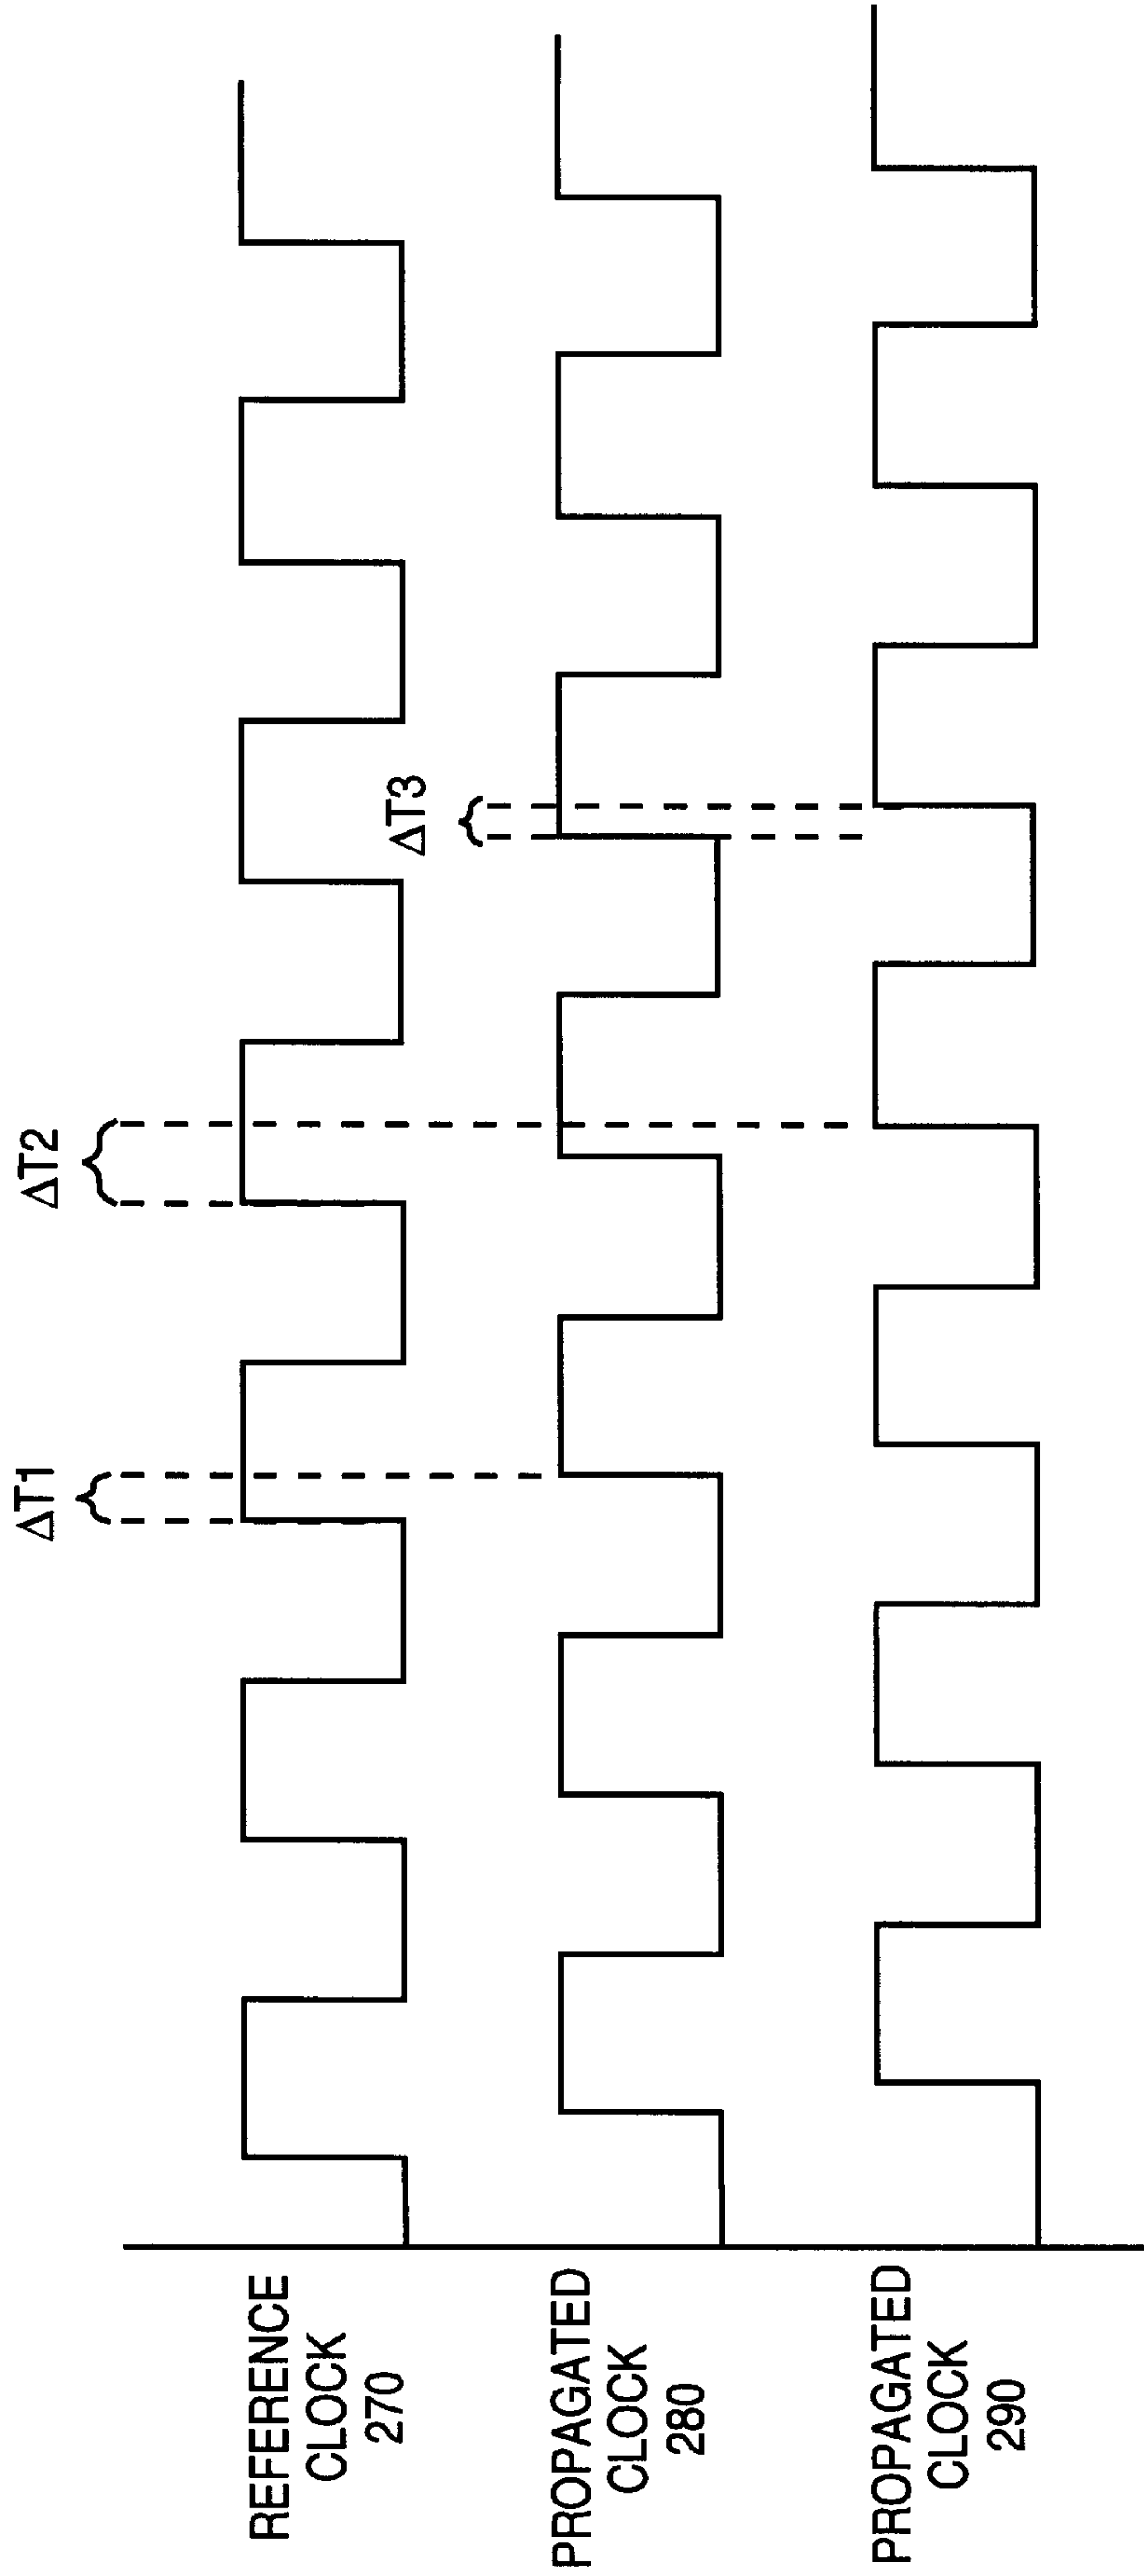 ΔT1
ΔT2
ΔT3
REFERENCE
CLOCK
270
PROPAGATED
CLOCK
280
PROPAGATED
CLOCK
290